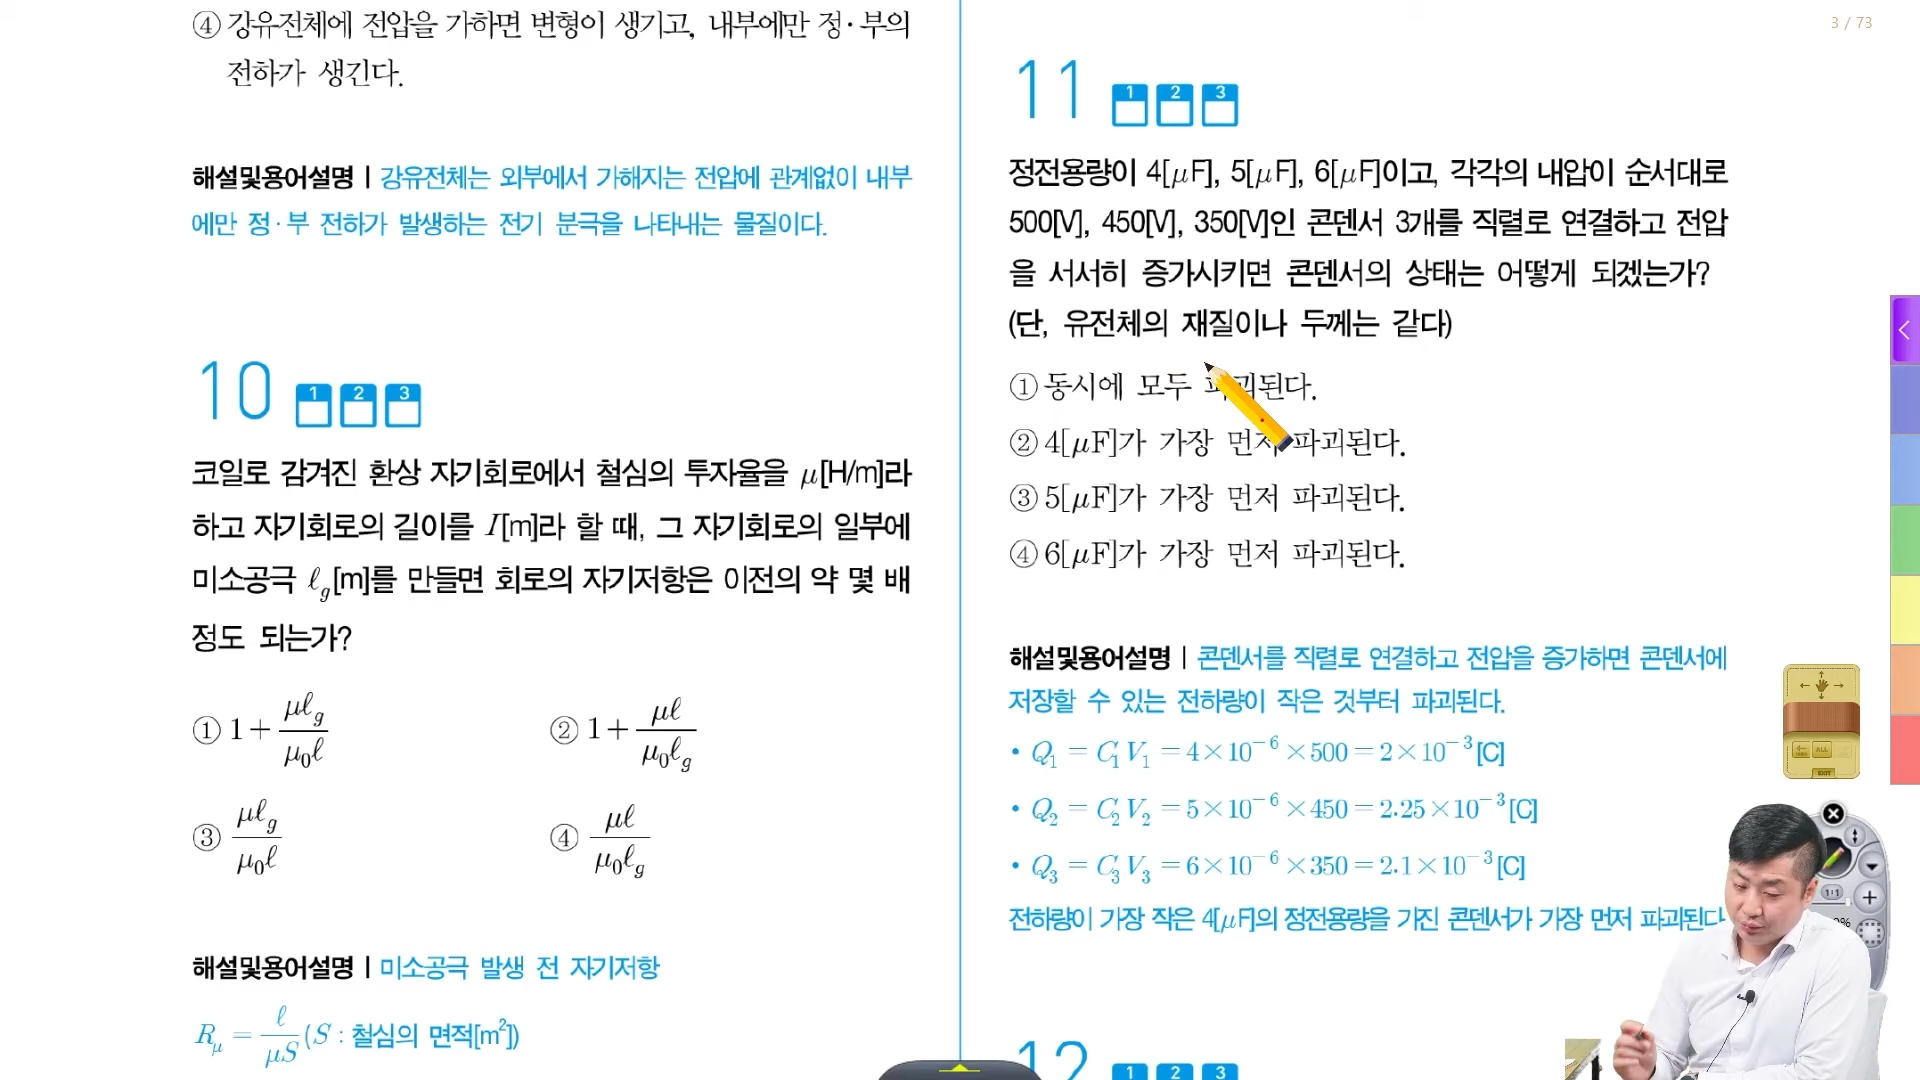 ④ 강유전체에 전압을 가하면 변형이 생기고, 내부에만 정·부의
전하가 생긴다.
해설및용어설명 | 강유전체는 외부에서 가해지는 전압에 관계없이 내부
에만 정·부 전하가 발생하는 전기 분극을 나타내는 물질이다.
10 1 2 3
코일로 감겨진 환상 자기회로에서 철심의 투자율을 μ[H/m]라
하고 자기회로의 길이를 l[m]라 할 때, 그 자기회로의 일부에
미소공극 ℓg[m]를 만들면 회로의 자기저항은 이전의 약 몇 배
정도 되는가?
① 1+ μℓg/μ0ℓ ② 1+ μℓ/μ0ℓg
③ μℓg/μ0ℓ ④ μℓ/μ0ℓg
해설및용어설명 | 미소공극 발생 전 자기저항
Rμ = ℓ/μS (S : 철심의 면적[m²])
3 / 73
11 1 2 3
정전용량이 4[μF], 5[μF], 6[μF]이고, 각각의 내압이 순서대로
500[V], 450[V], 350[V]인 콘덴서 3개를 직렬로 연결하고 전압
을 서서히 증가시키면 콘덴서의 상태는 어떻게 되겠는가?
(단, 유전체의 재질이나 두께는 같다)
① 동시에 모두 파괴된다.
② 4[μF]가 가장 먼저 파괴된다.
③ 5[μF]가 가장 먼저 파괴된다.
④ 6[μF]가 가장 먼저 파괴된다.
해설및용어설명 | 콘덴서를 직렬로 연결하고 전압을 증가하면 콘덴서에
저장할 수 있는 전하량이 작은 것부터 파괴된다.
• Q1 = C1 V1 = 4×10⁻⁶×500 = 2×10⁻³[C]
• Q2 = C2 V2 = 5×10⁻⁶×450 = 2.25×10⁻³[C]
• Q3 = C3 V3 = 6×10⁻⁶×350 = 2.1×10⁻³[C]
전하량이 가장 작은 4[μF]의 정전용량을 가진 콘덴서가 가장 먼저 파괴된다
12 1 2 3
ALL
EXIT
1:1